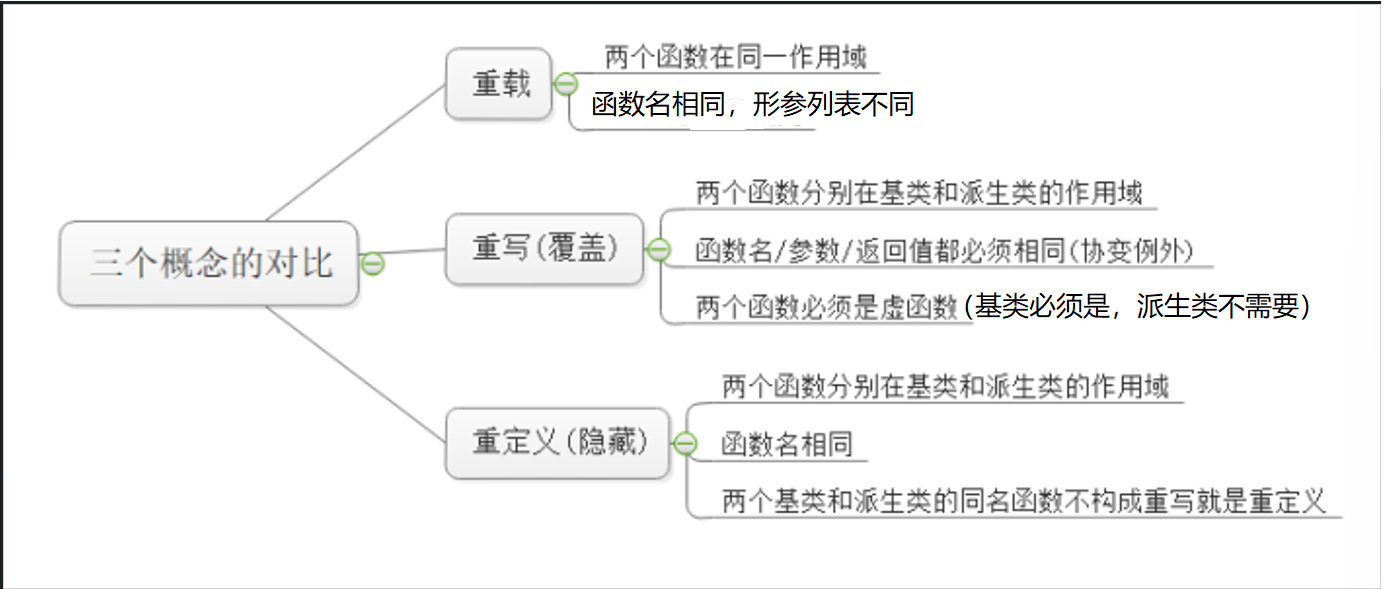 三个概念的对比
重载
两个函数在同一作用域
函数名相同，形参列表不同
重写(覆盖)
两个函数分别在基类和派生类的作用域
函数名/参数/返回值都必须相同(协变例外)
两个函数必须是虚函数(基类必须是，派生类不需要)
重定义(隐藏)
两个函数分别在基类和派生类的作用域
函数名相同
两个基类和派生类的同名函数不构成重写就是重定义